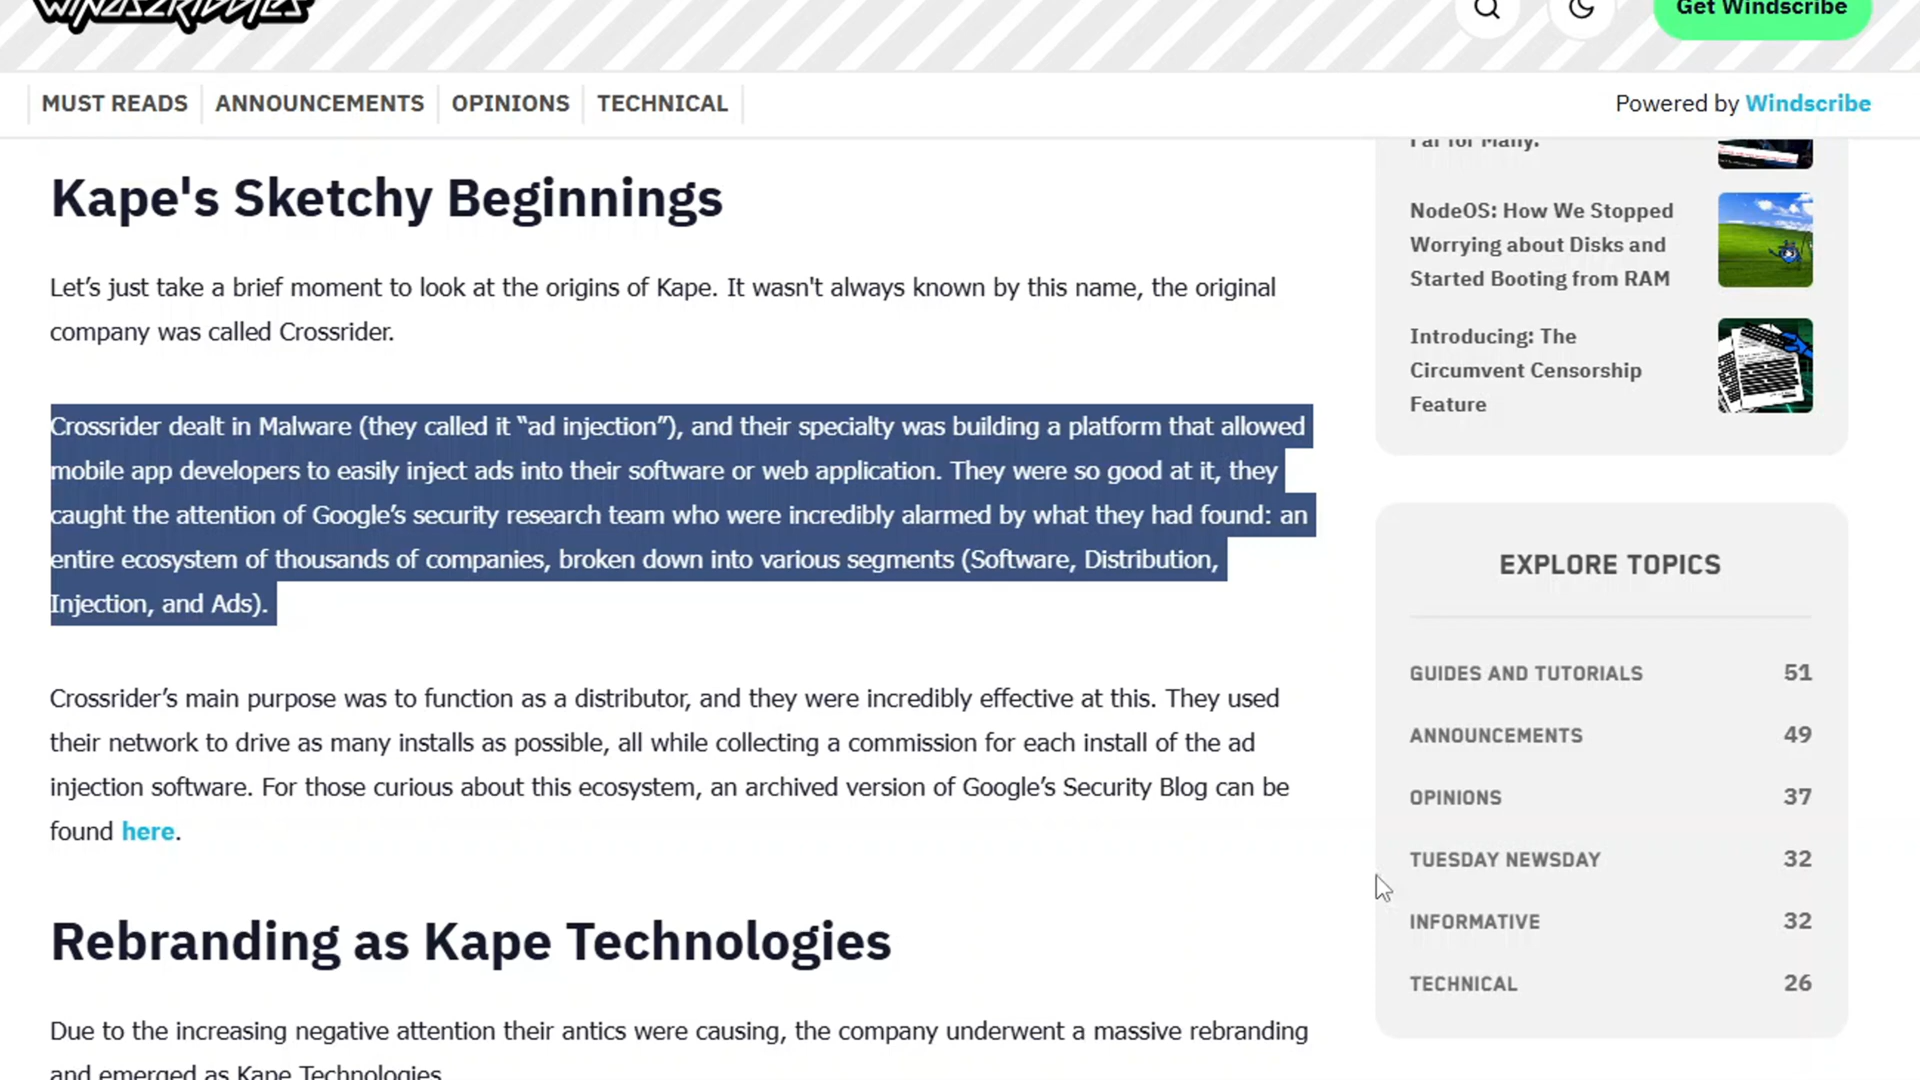 WINDSCRIBBLES
Get Windscribe
MUST READS
ANNOUNCEMENTS
OPINIONS
TECHNICAL
Powered by Windscribe
Kape's Sketchy Beginnings
Let’s just take a brief moment to look at the origins of Kape. It wasn't always known by this name, the original
company was called Crossrider.
Crossrider dealt in Malware (they called it “ad injection”), and their specialty was building a platform that allowed
mobile app developers to easily inject ads into their software or web application. They were so good at it, they
caught the attention of Google’s security research team who were incredibly alarmed by what they had found: an
entire ecosystem of thousands of companies, broken down into various segments (Software, Distribution,
Injection, and Ads).
Crossrider’s main purpose was to function as a distributor, and they were incredibly effective at this. They used
their network to drive as many installs as possible, all while collecting a commission for each install of the ad
injection software. For those curious about this ecosystem, an archived version of Google’s Security Blog can be
found here.
Rebranding as Kape Technologies
Due to the increasing negative attention their antics were causing, the company underwent a massive rebranding
and emerged as Kape Technologies
Far for Many.
NodeOS: How We Stopped
Worrying about Disks and
Started Booting from RAM
Introducing: The
Circumvent Censorship
Feature
EXPLORE TOPICS
GUIDES AND TUTORIALS 51
ANNOUNCEMENTS 49
OPINIONS 37
TUESDAY NEWSDAY 32
INFORMATIVE 32
TECHNICAL 26